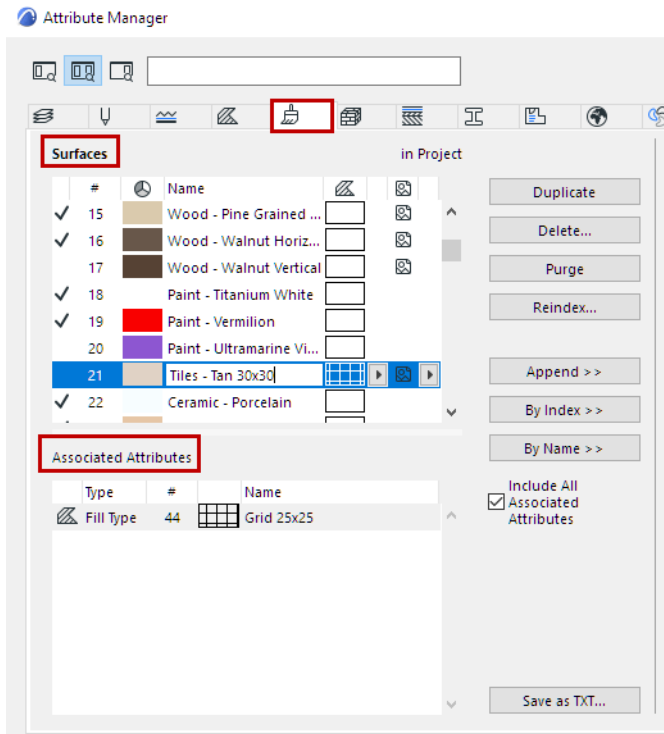 Attribute Manager
Surfaces
in Project
# Name
15 Wood - Pine Grained ...
16 Wood - Walnut Horiz...
17 Wood - Walnut Vertical
18 Paint - Titanium White
19 Paint - Vermilion
20 Paint - Ultramarine Vi...
21 Tiles - Tan 30x30
22 Ceramic - Porcelain
Duplicate
Delete...
Purge
Reindex...
Append >>
By Index >>
By Name >>
Include All
Associated
Attributes
Associated Attributes
Type # Name
Fill Type 44 Grid 25x25
Save as TXT...